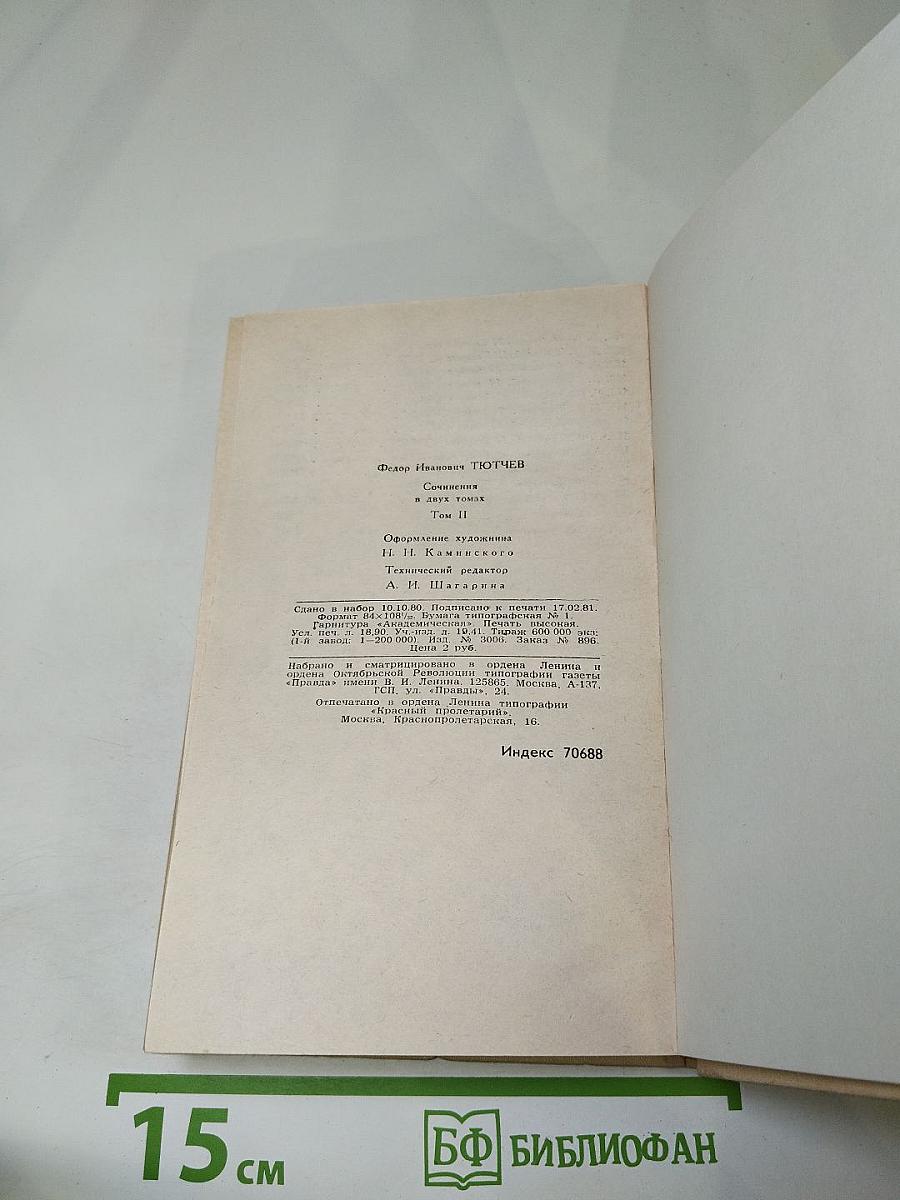 Федор Иванович ТЮТЧЕВ
Сочинения
в двух томах
Том II
Оформление художника
Н. Н. Каминского
Технический редактор
А. И. Шагарина
Сдано в набор 10.10.80. Подписано к печати 17.02.81.
Формат 84×108¹/₃₂. Бумага типографская № 1.
Гарнитура «Академическая». Печать высокая.
Усл. печ. л. 18,90. Уч.-изд. л. 19,41. Тираж 600 000 экз;
(1-й завод: 1—200 000). Изд. № 3006. Заказ № 896.
Цена 2 руб.
Набрано и сматрицировано в ордена Ленина и
ордена Октябрьской Революции типографии газеты
«Правда» имени В. И. Ленина. 125865. Москва, А-137,
ГСП, ул. «Правды», 24.
Отпечатано в ордена Ленина типографии
«Красный пролетарий».
Москва, Краснопролетарская, 16.
Индекс 70688
15 см
БФ БИБЛИОФАН